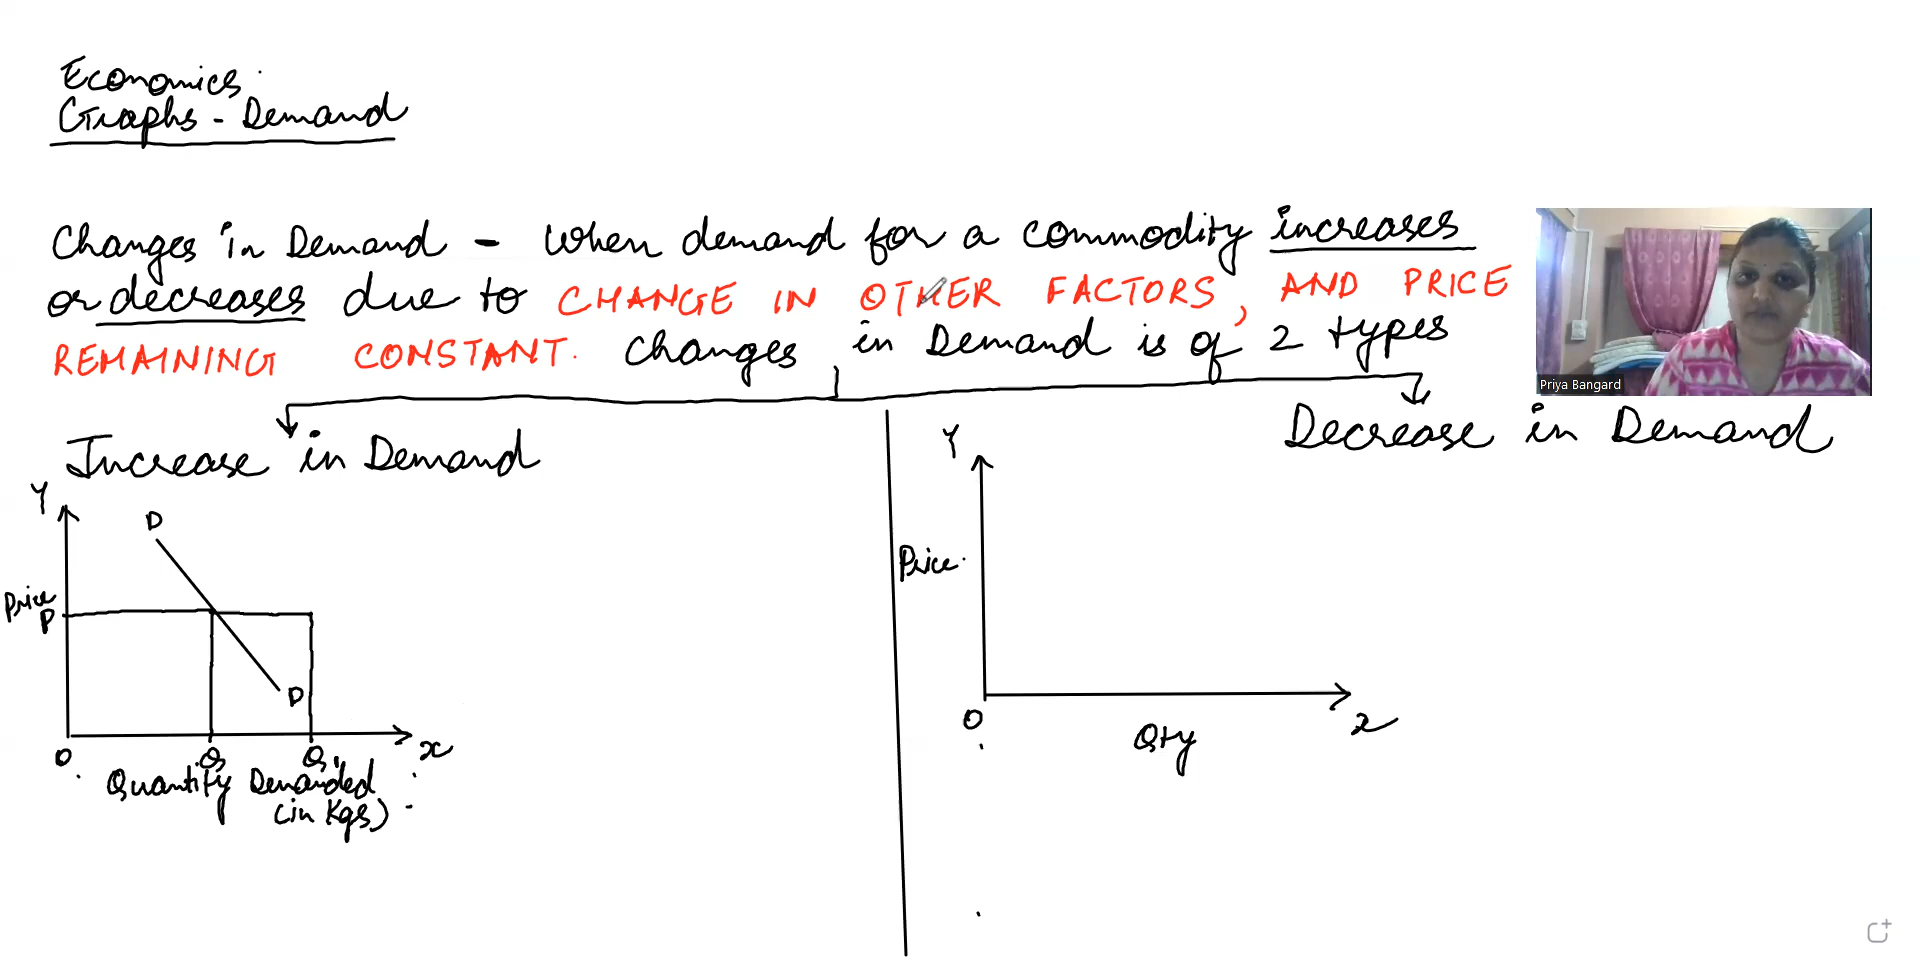 Economics
Graphs - Demand
Changes in Demand - When demand for a commodity increases
or decreases due to CHANGE IN OTHER FACTORS, AND PRICE
REMAINING CONSTANT. Changes in Demand is of 2 types
Priya Bangard
Increase in Demand
Decrease in Demand
Y
D
Price
P
D
O
Q
Q1
x
Quantity Demanded
(in Kgs)
Y
Price
O
Qty
x